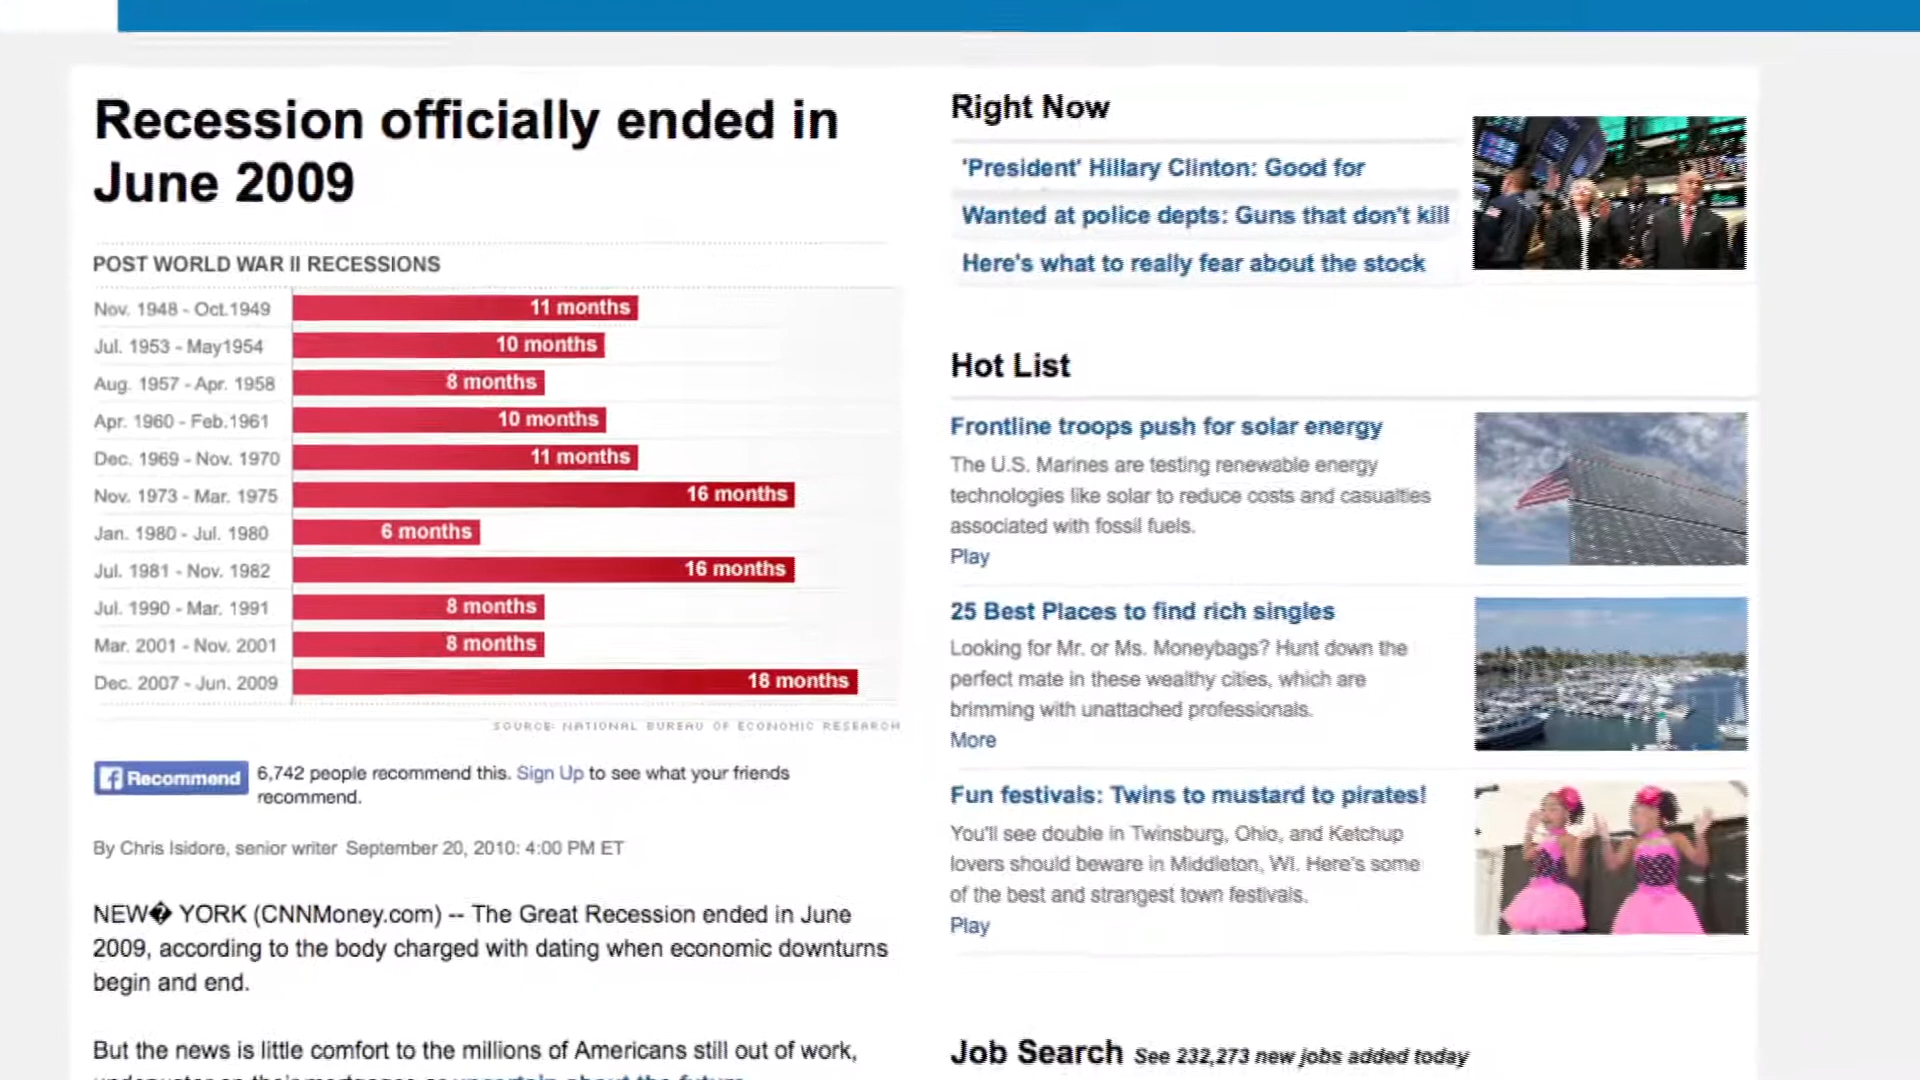 Recession officially ended in
June 2009
POST WORLD WAR II RECESSIONS
Nov. 1948 - Oct.1949 11 months
Jul. 1953 - May1954 10 months
Aug. 1957 - Apr. 1958 8 months
Apr. 1960 - Feb.1961 10 months
Dec. 1969 - Nov. 1970 11 months
Nov. 1973 - Mar. 1975 16 months
Jan. 1980 - Jul. 1980 6 months
Jul. 1981 - Nov. 1982 16 months
Jul. 1990 - Mar. 1991 8 months
Mar. 2001 - Nov. 2001 8 months
Dec. 2007 - Jun. 2009 18 months
SOURCE: NATIONAL BUREAU OF ECONOMIC RESEARCH
Recommend
6,742 people recommend this. Sign Up to see what your friends
recommend.
By Chris Isidore, senior writer September 20, 2010: 4:00 PM ET
NEW� YORK (CNNMoney.com) -- The Great Recession ended in June
2009, according to the body charged with dating when economic downturns
begin and end.
But the news is little comfort to the millions of Americans still out of work,
Right Now
'President' Hillary Clinton: Good for
Wanted at police depts: Guns that don't kill
Here's what to really fear about the stock
Hot List
Frontline troops push for solar energy
The U.S. Marines are testing renewable energy
technologies like solar to reduce costs and casualties
associated with fossil fuels.
Play
25 Best Places to find rich singles
Looking for Mr. or Ms. Moneybags? Hunt down the
perfect mate in these wealthy cities, which are
brimming with unattached professionals.
More
Fun festivals: Twins to mustard to pirates!
You'll see double in Twinsburg, Ohio, and Ketchup
lovers should beware in Middleton, WI. Here's some
of the best and strangest town festivals.
Play
Job Search See 232,273 new jobs added today